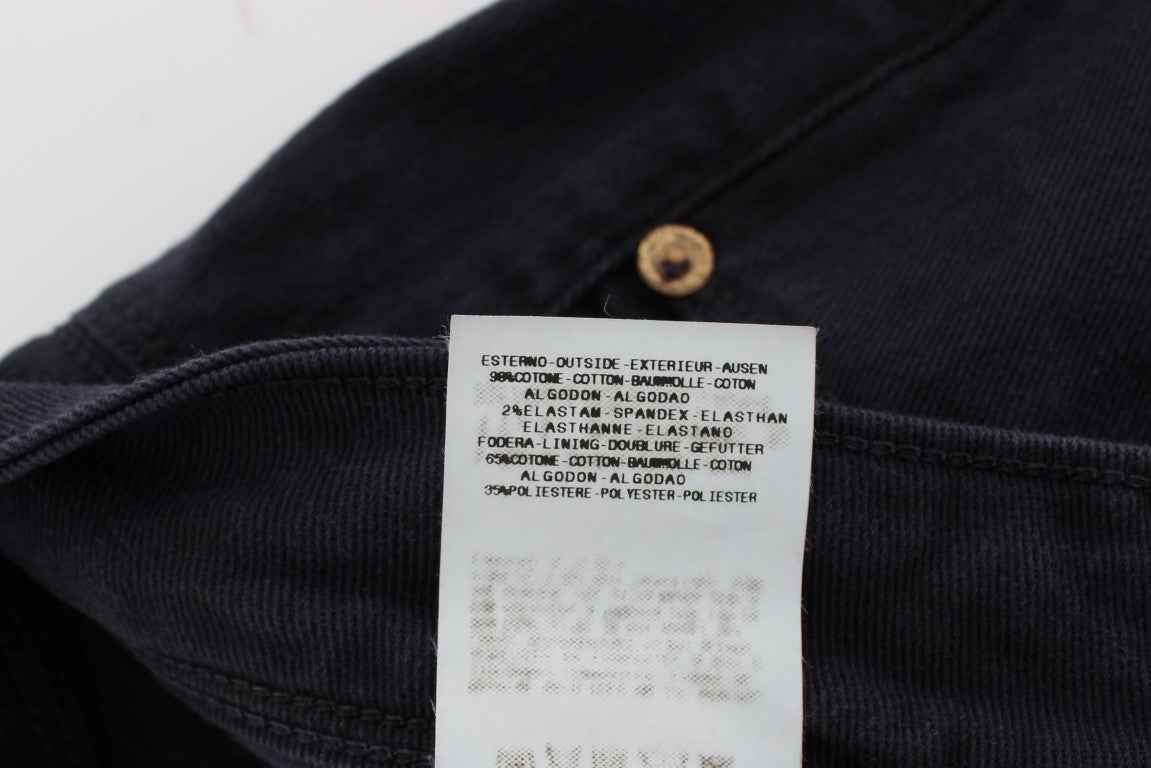 ESTERNO-OUTSIDE-EXTERIEUR-AUSEN
98%COTONE-COTTON-BAUMWOLLE-COTON
ALGODON-ALGODAO
2%ELASTAM-SPANDEX-ELASTHAN
ELASTHANNE-ELASTANO
FODERA-LINING-DOUBLURE-GEFUTTER
65%COTONE-COTTON-BAUMWOLLE-COTON
ALGODON-ALGODAO
35%POLIESTERE-POLYESTER-POLIESTER